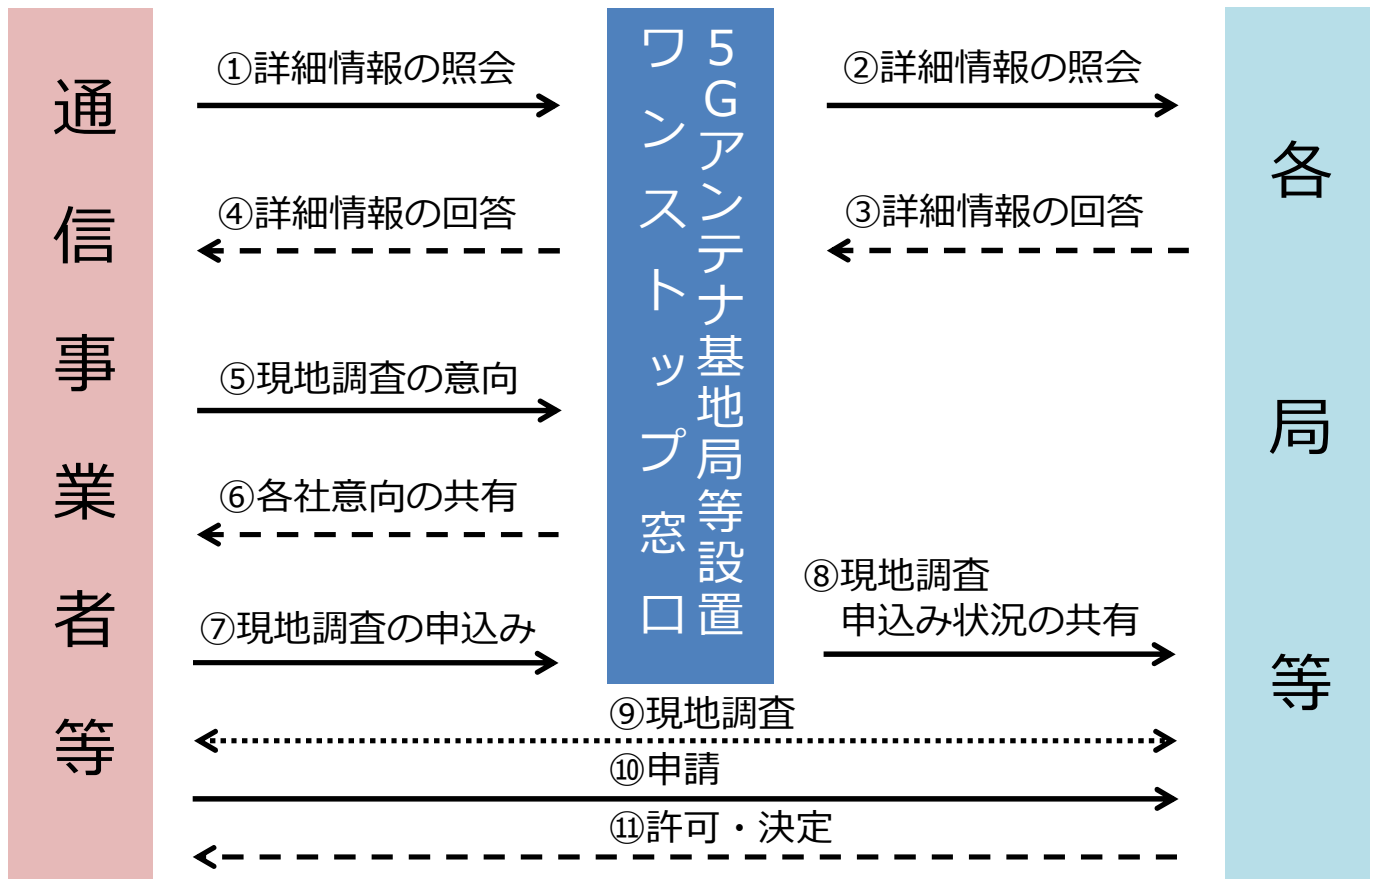 通信事業者等
①詳細情報の照会
②詳細情報の照会
④詳細情報の回答
③詳細情報の回答
⑤現地調査の意向
⑥各社意向の共有
⑦現地調査の申込み
⑧現地調査
申込み状況の共有
5Gアンテナ基地局等設置
ワンストップ窓口
各局等
⑨現地調査
⑩申請
⑪許可・決定